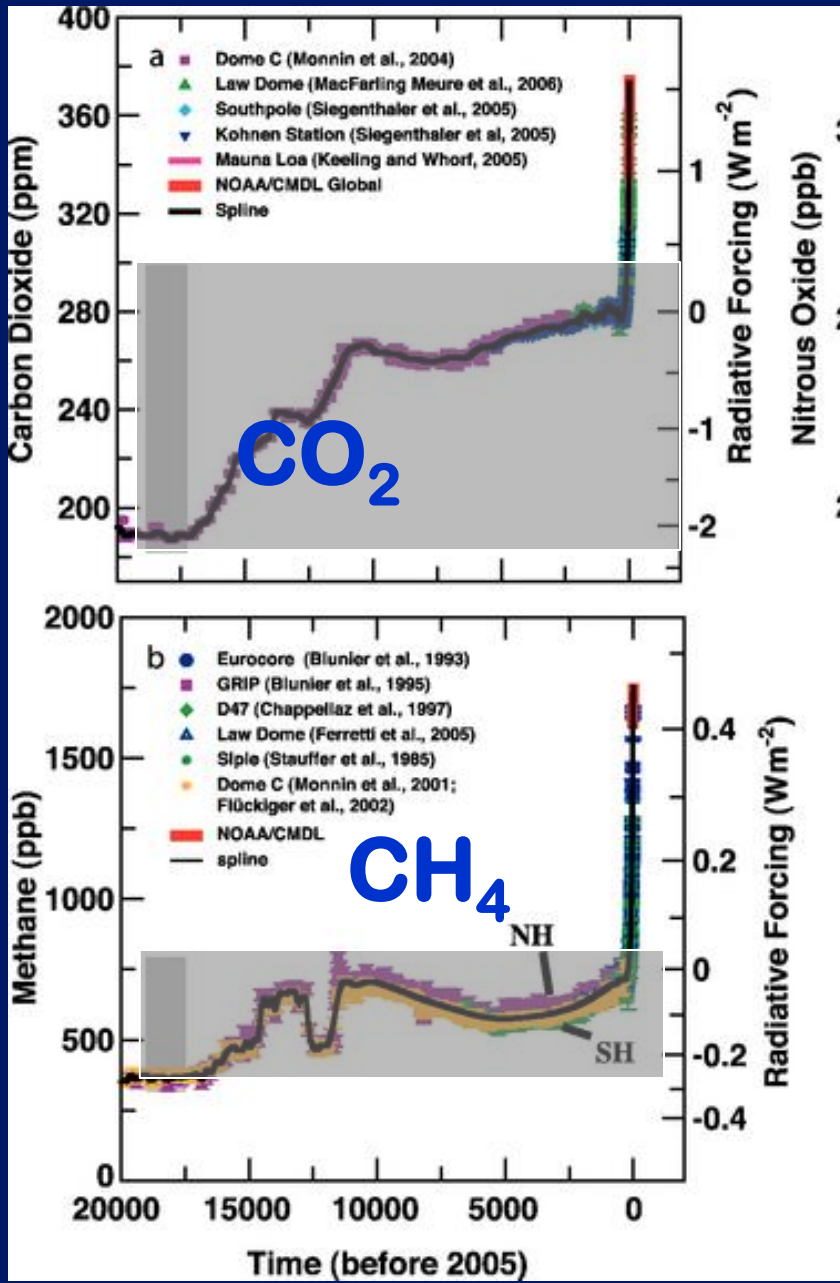 400
360
320
280
240
200
Carbon Dioxide (ppm)
a
Dome C (Monnin et al., 2004)
Law Dome (MacFarling Meure et al., 2006)
Southpole (Siegenthaler et al., 2005)
Kohnen Station (Siegenthaler et al, 2005)
Mauna Loa (Keeling and Whorf, 2005)
NOAA/CMDL Global
Spline
CO2
1
0
-1
-2
Radiative Forcing (Wm-2)
Nitrous Oxide (ppb)
2000
1500
1000
500
0
Methane (ppb)
b
Eurocore (Blunier et al., 1993)
GRIP (Blunier et al., 1995)
D47 (Chappellaz et al., 1997)
Law Dome (Ferretti et al., 2005)
Siple (Stauffer et al., 1985)
Dome C (Monnin et al., 2001;
Flückiger et al., 2002)
NOAA/CMDL
spline
CH4
NH
SH
0.4
0.2
0
-0.2
-0.4
Radiative Forcing (Wm-2)
20000 15000 10000 5000 0
Time (before 2005)